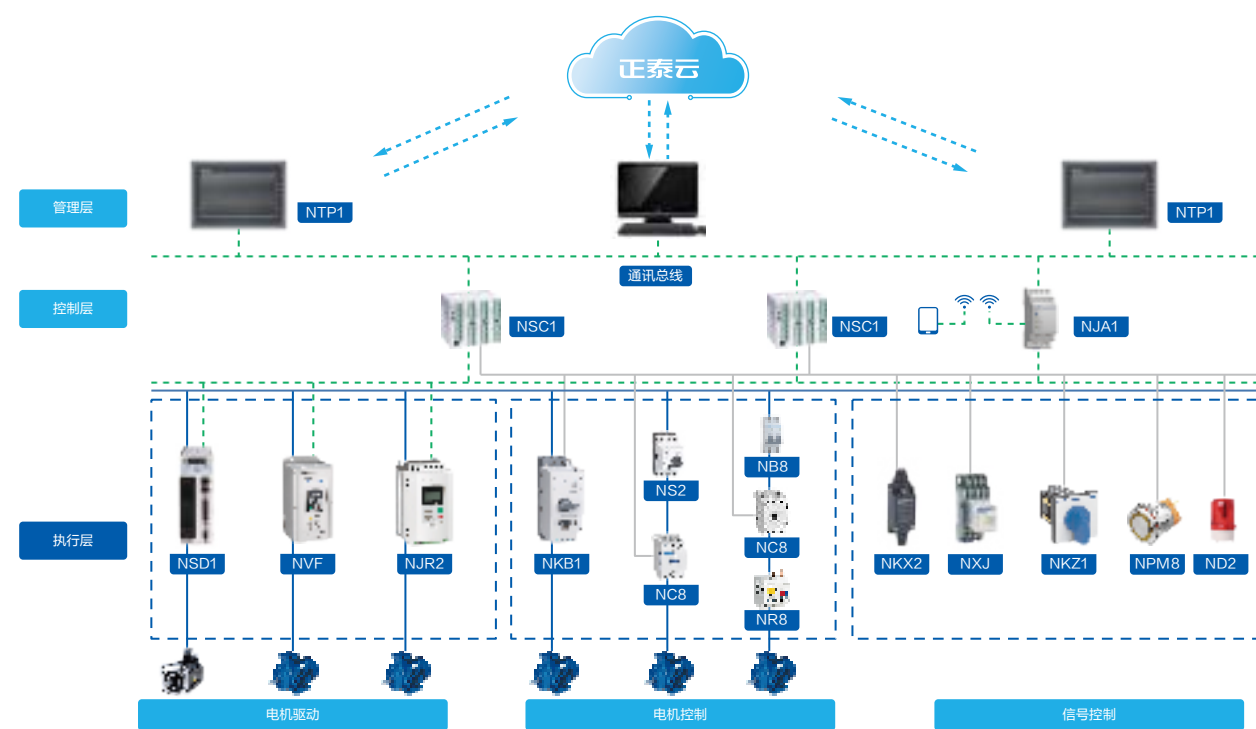 正泰云
管理层
NTP1
NTP1
通讯总线
控制层
NSC1
NSC1
NJA1
NB8
NS2
执行层
NC8
NSD1
NVF
NJR2
NKB1
NKX2
NXJ
NKZ1
NPM8
ND2
NC8
NR8
电机驱动
电机控制
信号控制